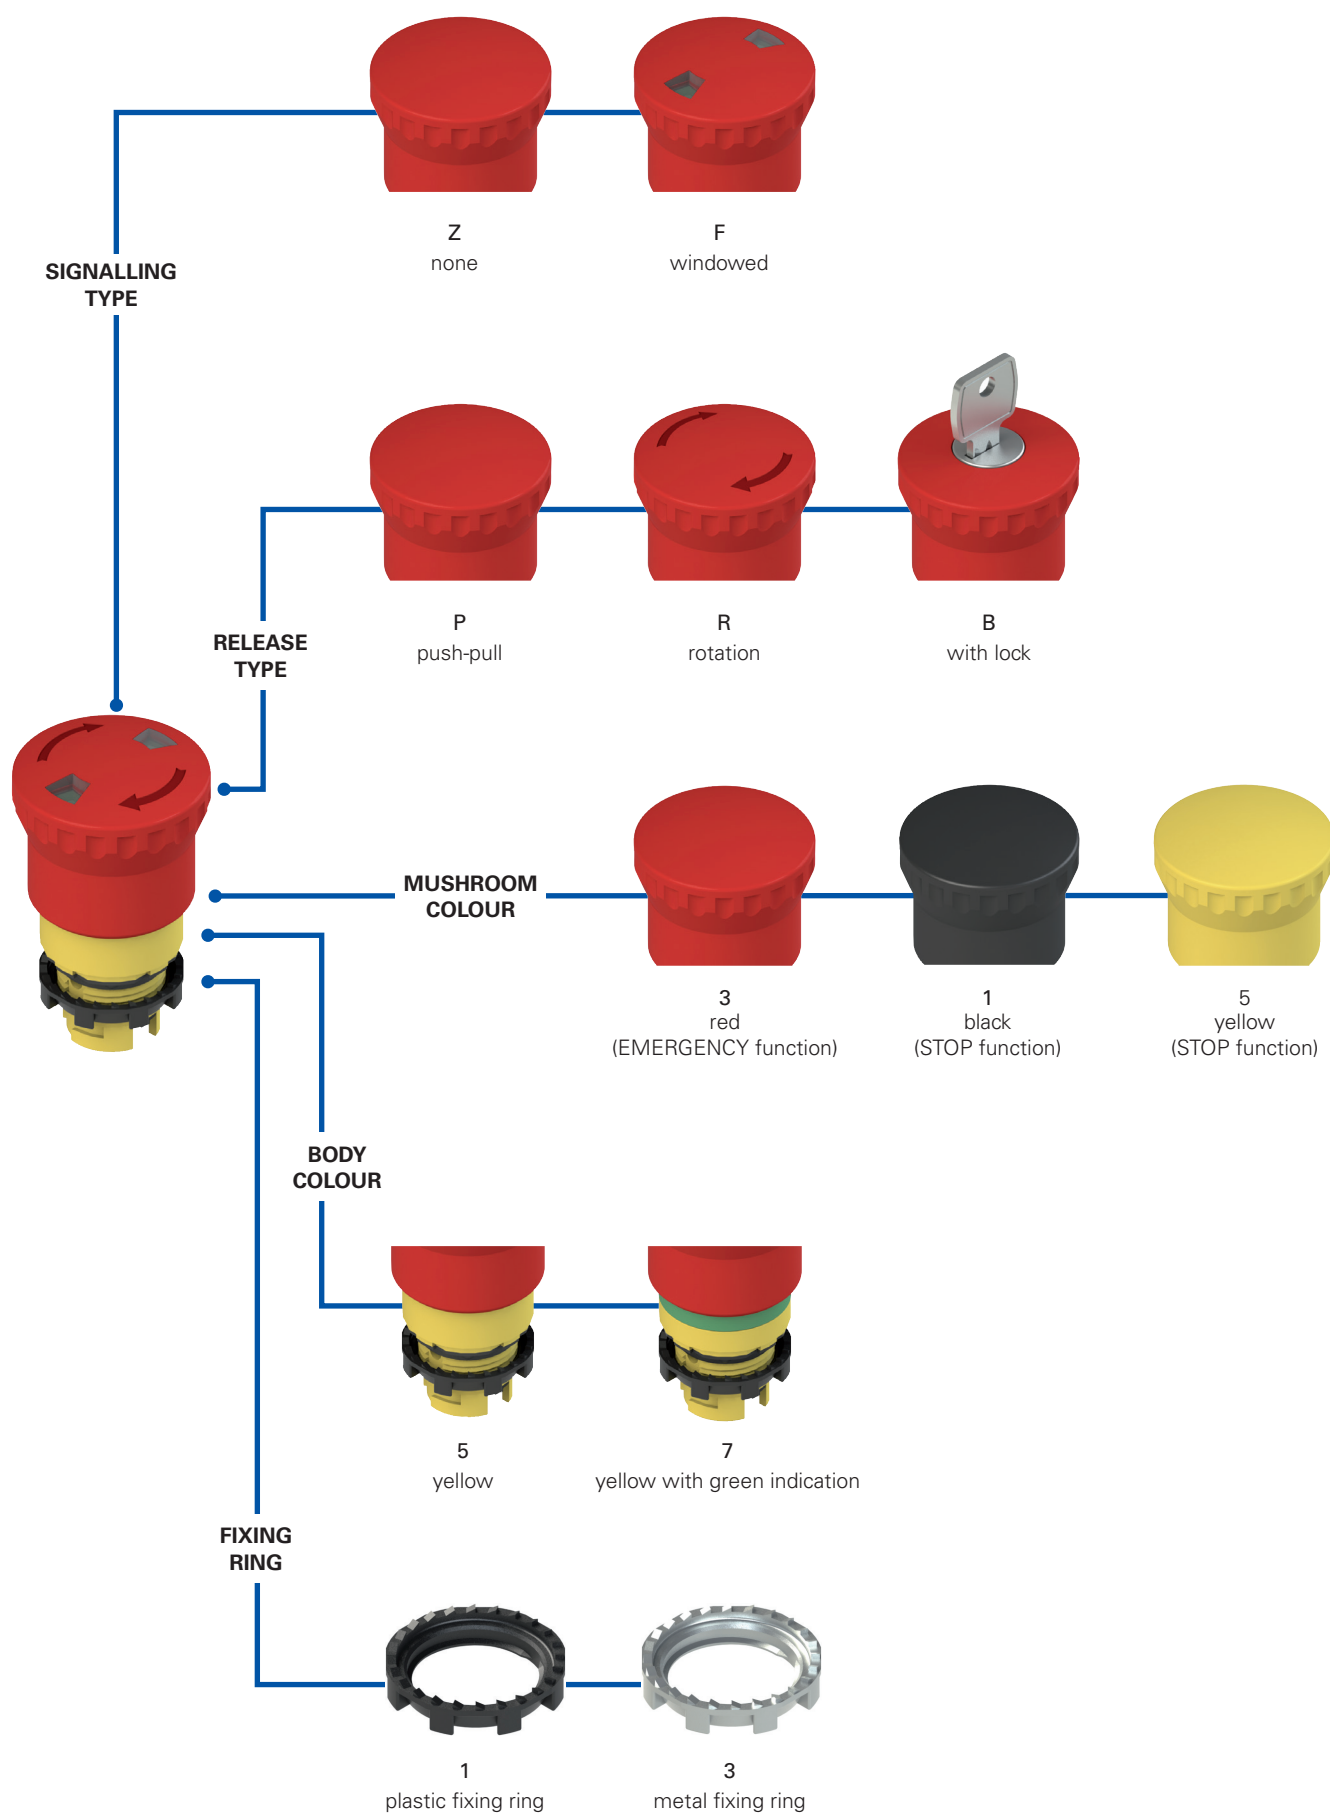 Z
none
F
windowed
SIGNALLING
TYPE
P
push-pull
R
rotation
B
with lock
RELEASE
TYPE
MUSHROOM
COLOUR
3
red
(EMERGENCY function)
1
black
(STOP function)
5
yellow
(STOP function)
BODY
COLOUR
5
yellow
7
yellow with green indication
FIXING
RING
1
plastic fixing ring
3
metal fixing ring